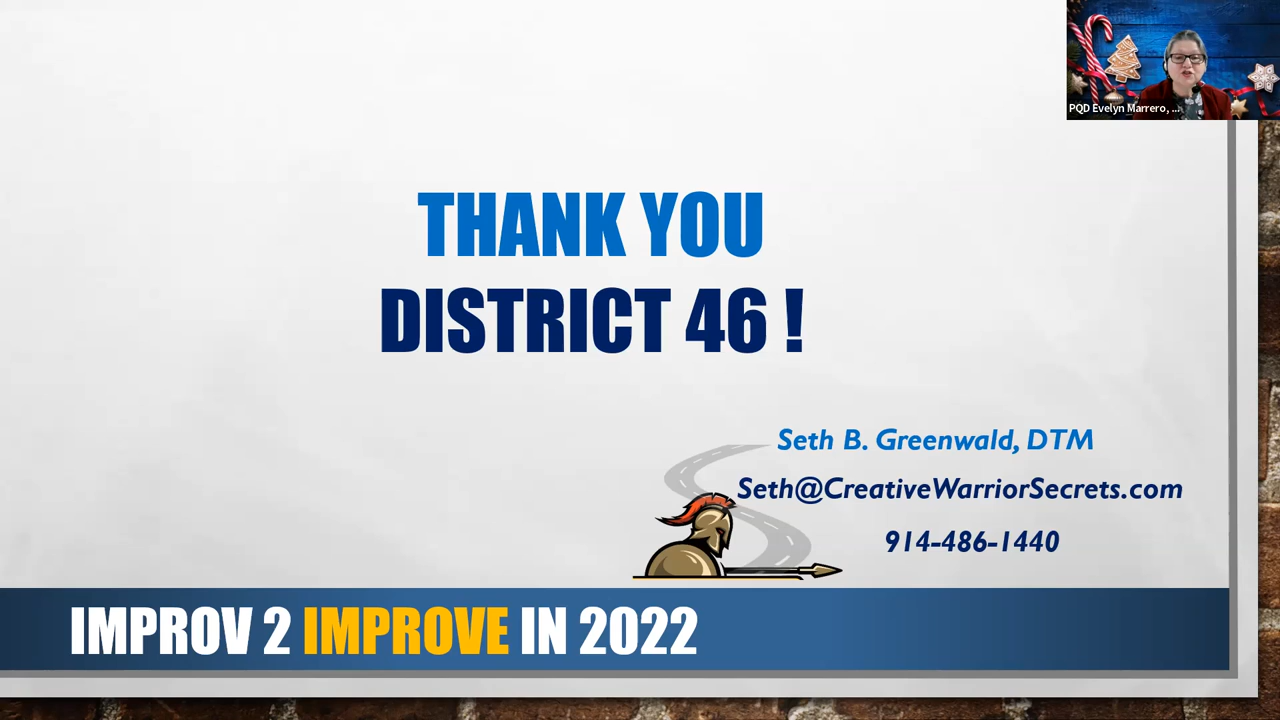 PQD Evelyn Marrero, ...
THANK YOU
DISTRICT 46 !
Seth B. Greenwald, DTM
Seth@CreativeWarriorSecrets.com
914-486-1440
IMPROV 2 IMPROVE IN 2022